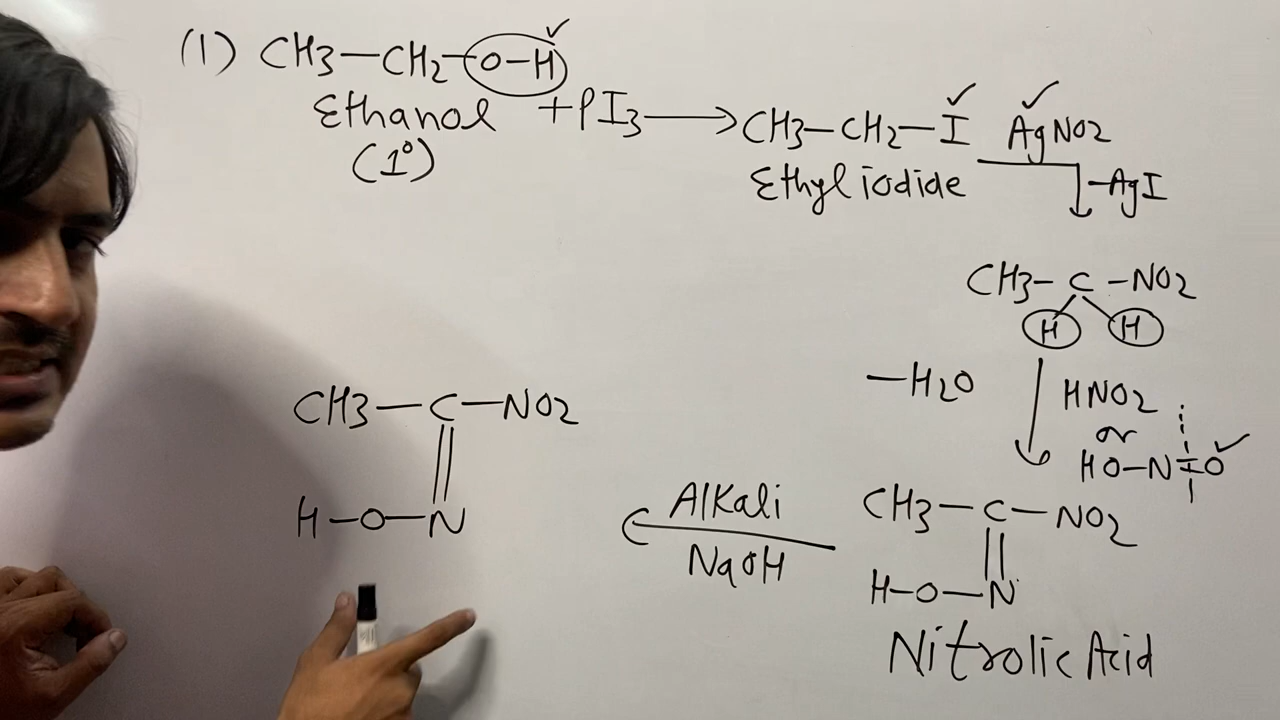 (1) CH3—CH2—O—H
Ethanol
(1°)
+PI3 ⟶ CH3—CH2—I AgNO2
Ethyl iodide
-AgI
CH3- C -NO2
H H
-H2O
HNO2
or
HO-N=O
CH3—C—NO2
H-O—N
Nitrolic Acid
Alkali
NaOH
CH3—C—NO2
H-O—N